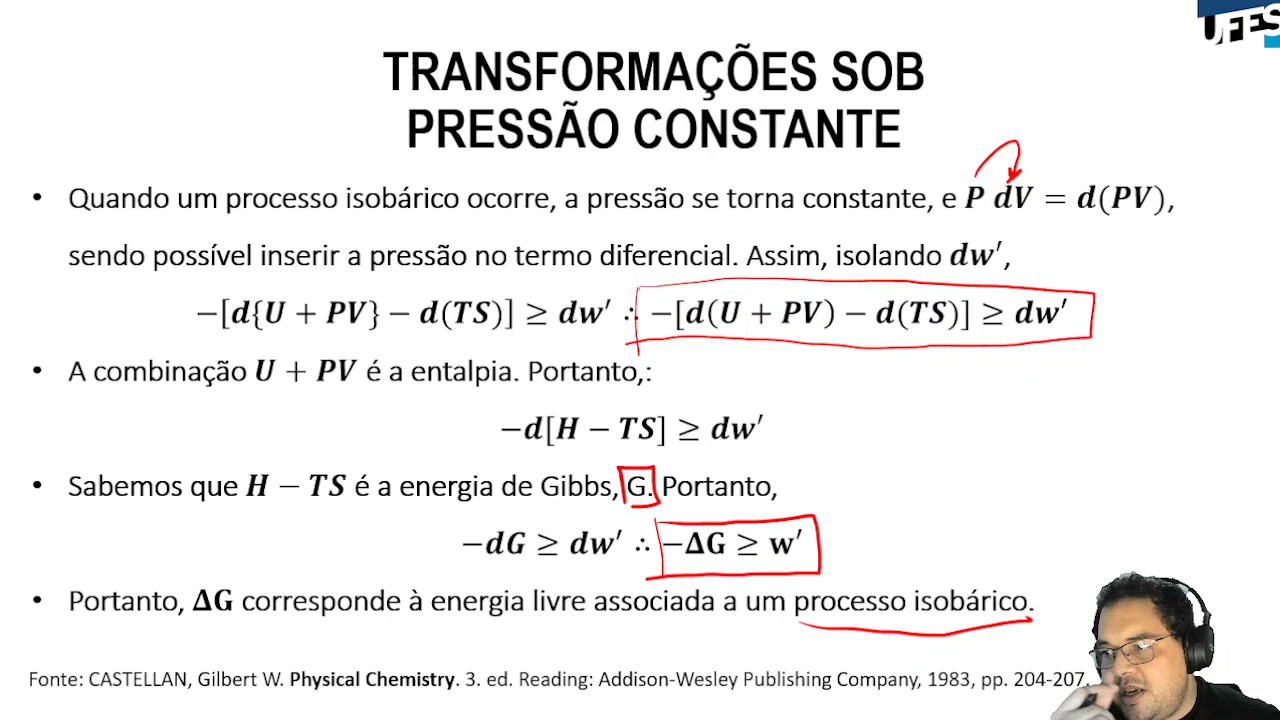 UFES
TRANSFORMAÇÕES SOB
PRESSÃO CONSTANTE
• Quando um processo isobárico ocorre, a pressão se torna constante, e P dV = d(PV),
sendo possível inserir a pressão no termo diferencial. Assim, isolando dw′,
−[d{U + PV} − d(TS)] ≥ dw′ ∴ −[d(U + PV) − d(TS)] ≥ dw′
• A combinação U + PV é a entalpia. Portanto,:
−d[H − TS] ≥ dw′
• Sabemos que H − TS é a energia de Gibbs, G. Portanto,
−dG ≥ dw′ ∴ −ΔG ≥ w′
• Portanto, ΔG corresponde à energia livre associada a um processo isobárico.
Fonte: CASTELLAN, Gilbert W. Physical Chemistry. 3. ed. Reading: Addison-Wesley Publishing Company, 1983, pp. 204-207.